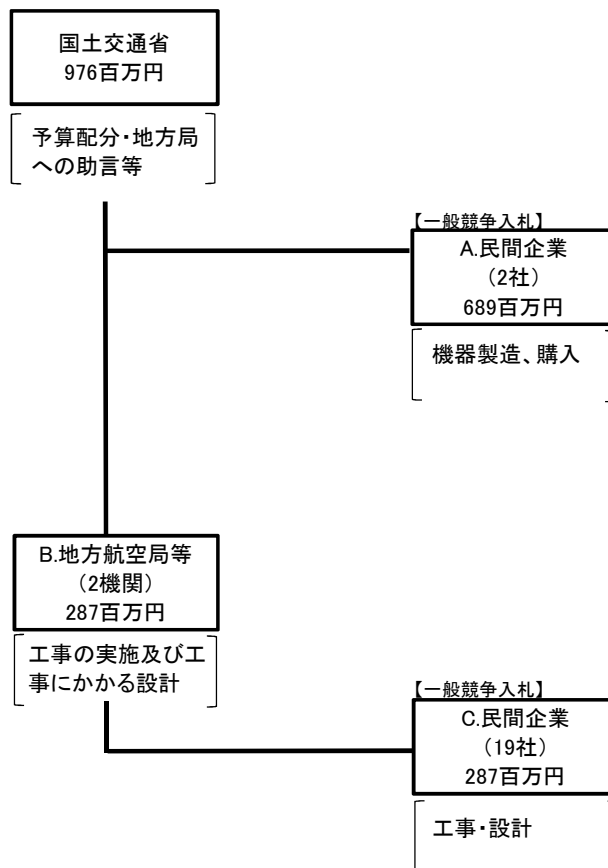 国土交通省
976百万円
予算配分・地方局
への助言等
【一般競争入札】
A.民間企業
(2社)
689百万円
機器製造、購入
B.地方航空局等
(2機関)
287百万円
工事の実施及び工
事にかかる設計
【一般競争入札】
C.民間企業
(19社)
287百万円
工事・設計